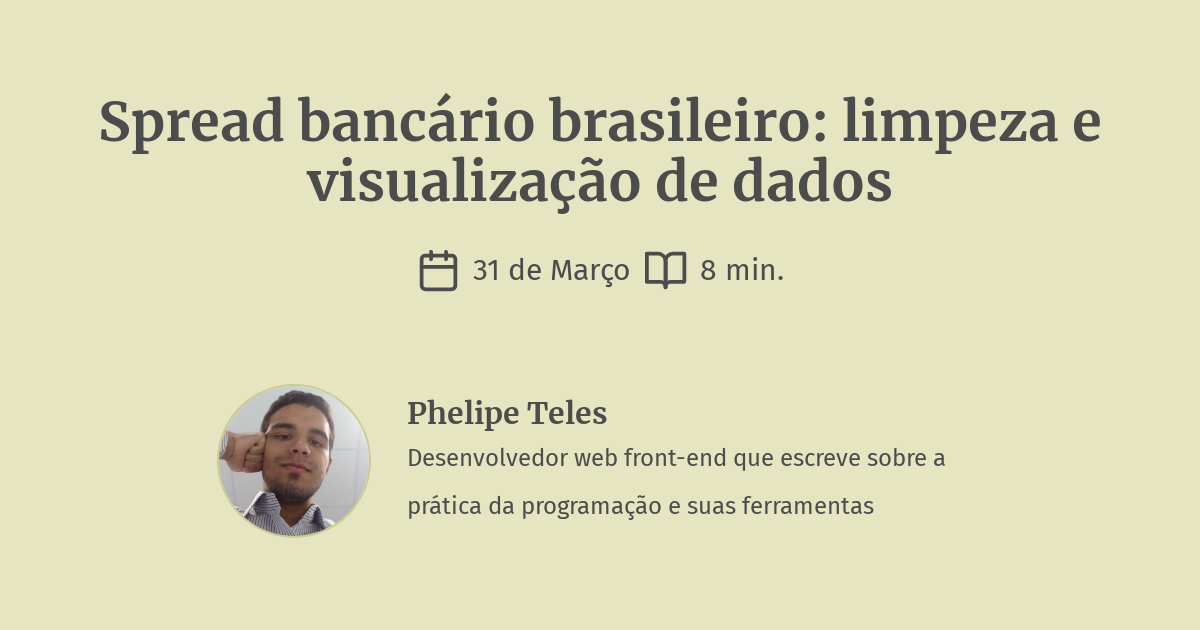 Spread bancário brasileiro: limpeza e
visualização de dados
31 de Março 8 min.
Phelipe Teles
Desenvolvedor web front-end que escreve sobre a
prática da programação e suas ferramentas